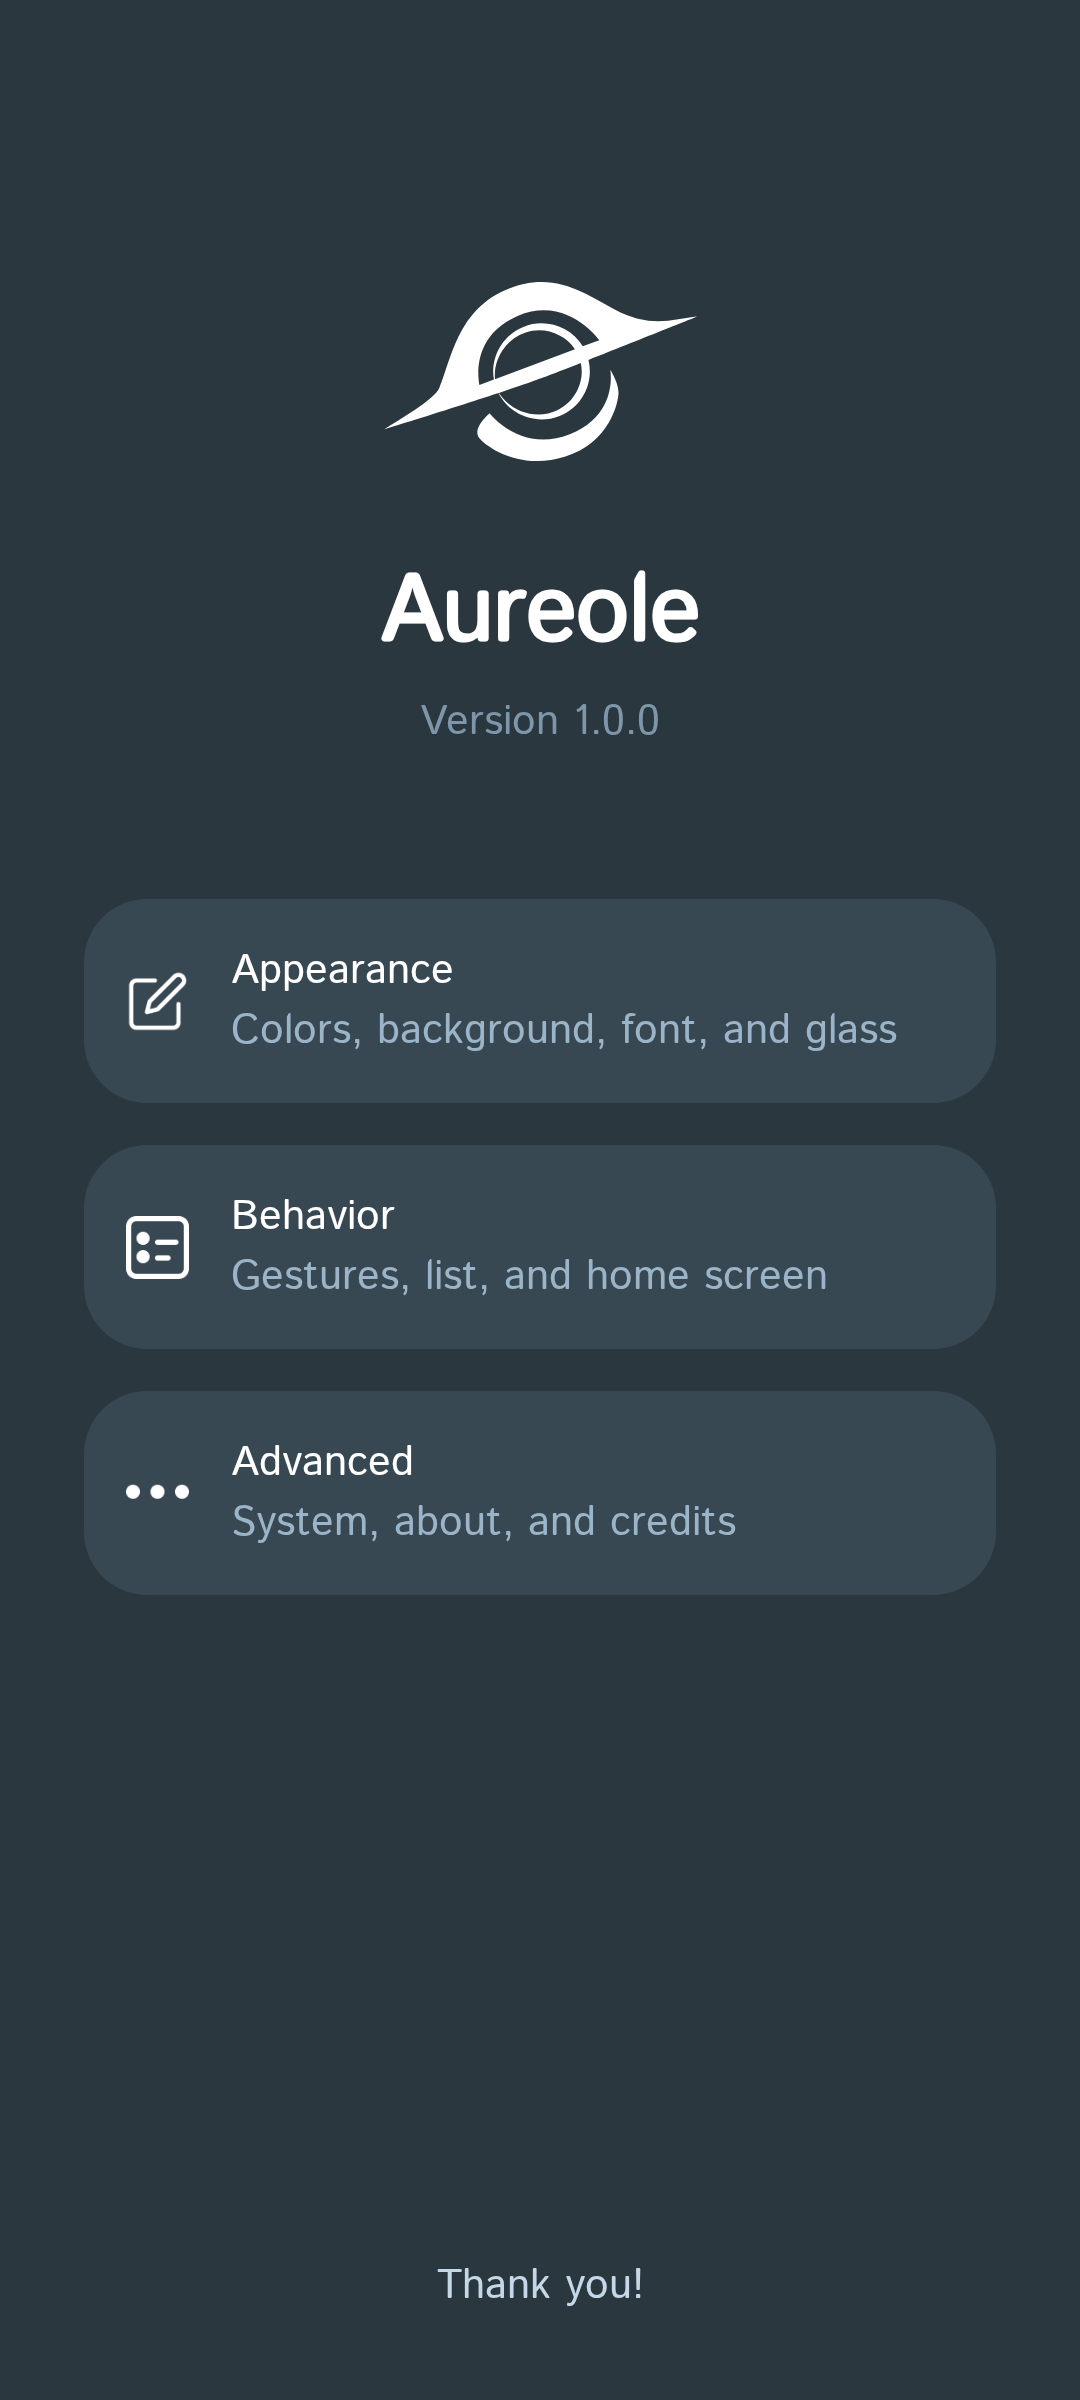 Aureole
Version 1.0.0
Appearance
Colors, background, font, and glass
Behavior
Gestures, list, and home screen
Advanced
System, about, and credits
Thank you!